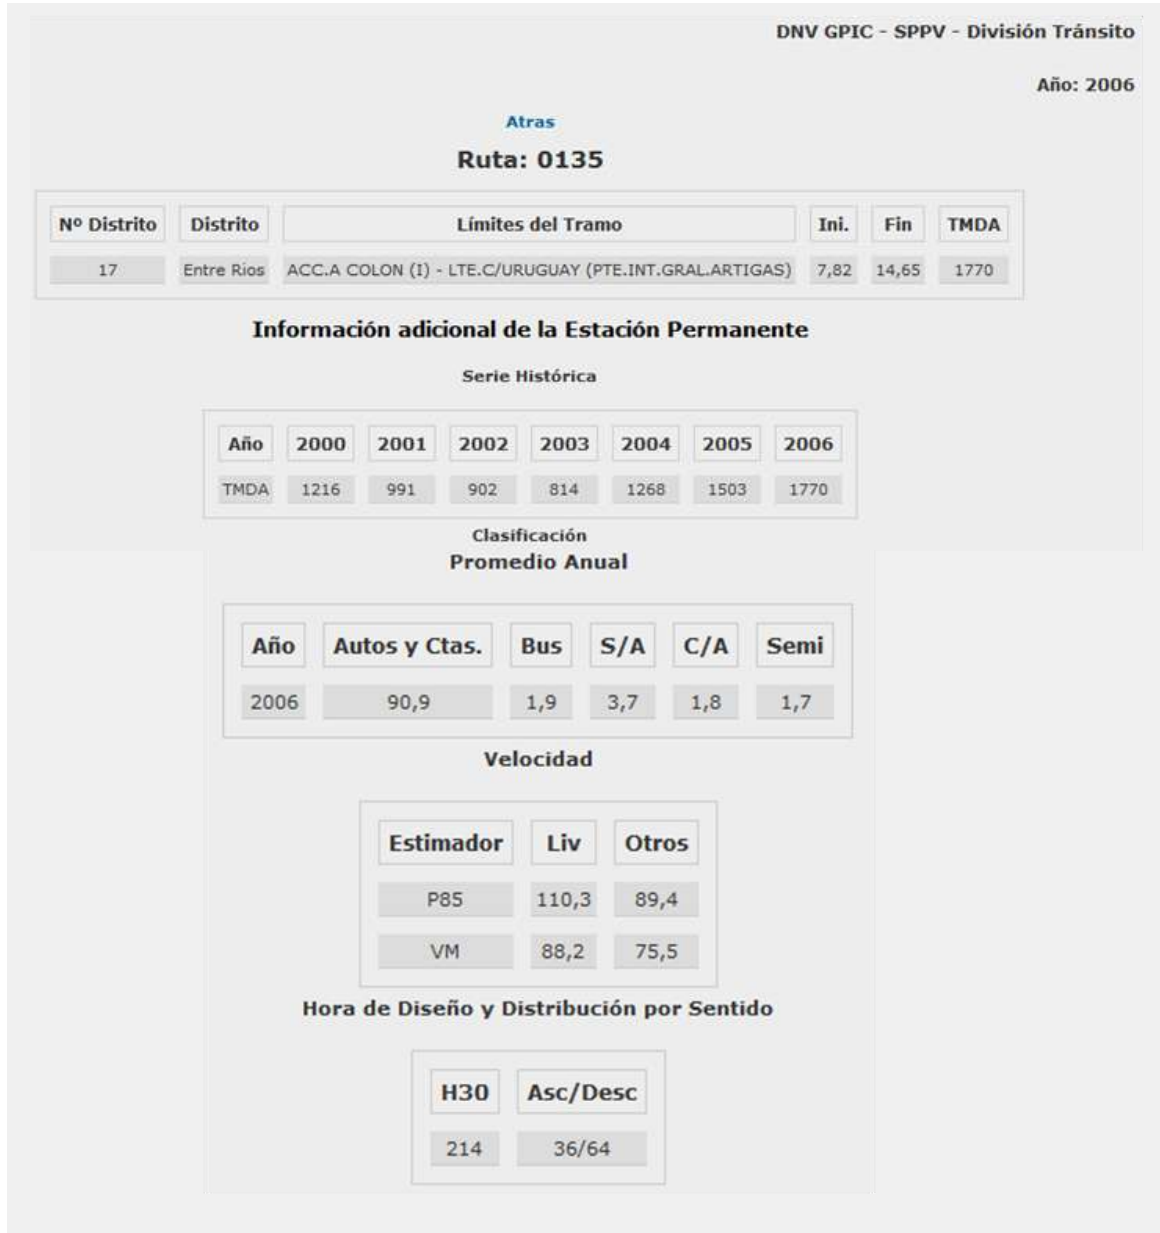 DNV GPIC - SPPV - División Tránsito
Año: 2006
Atras
Ruta: 0135
Nº Distrito Distrito Límites del Tramo Ini. Fin TMDA
17 Entre Rios ACC.A COLON (I) - LTE.C/URUGUAY (PTE.INT.GRAL.ARTIGAS) 7,82 14,65 1770
Información adicional de la Estación Permanente
Serie Histórica
Año 2000 2001 2002 2003 2004 2005 2006
TMDA 1216 991 902 814 1268 1503 1770
Clasificación
Promedio Anual
Año Autos y Ctas. Bus S/A C/A Semi
2006 90,9 1,9 3,7 1,8 1,7
Velocidad
Estimador Liv Otros
P85 110,3 89,4
VM 88,2 75,5
Hora de Diseño y Distribución por Sentido
H30 Asc/Desc
214 36/64